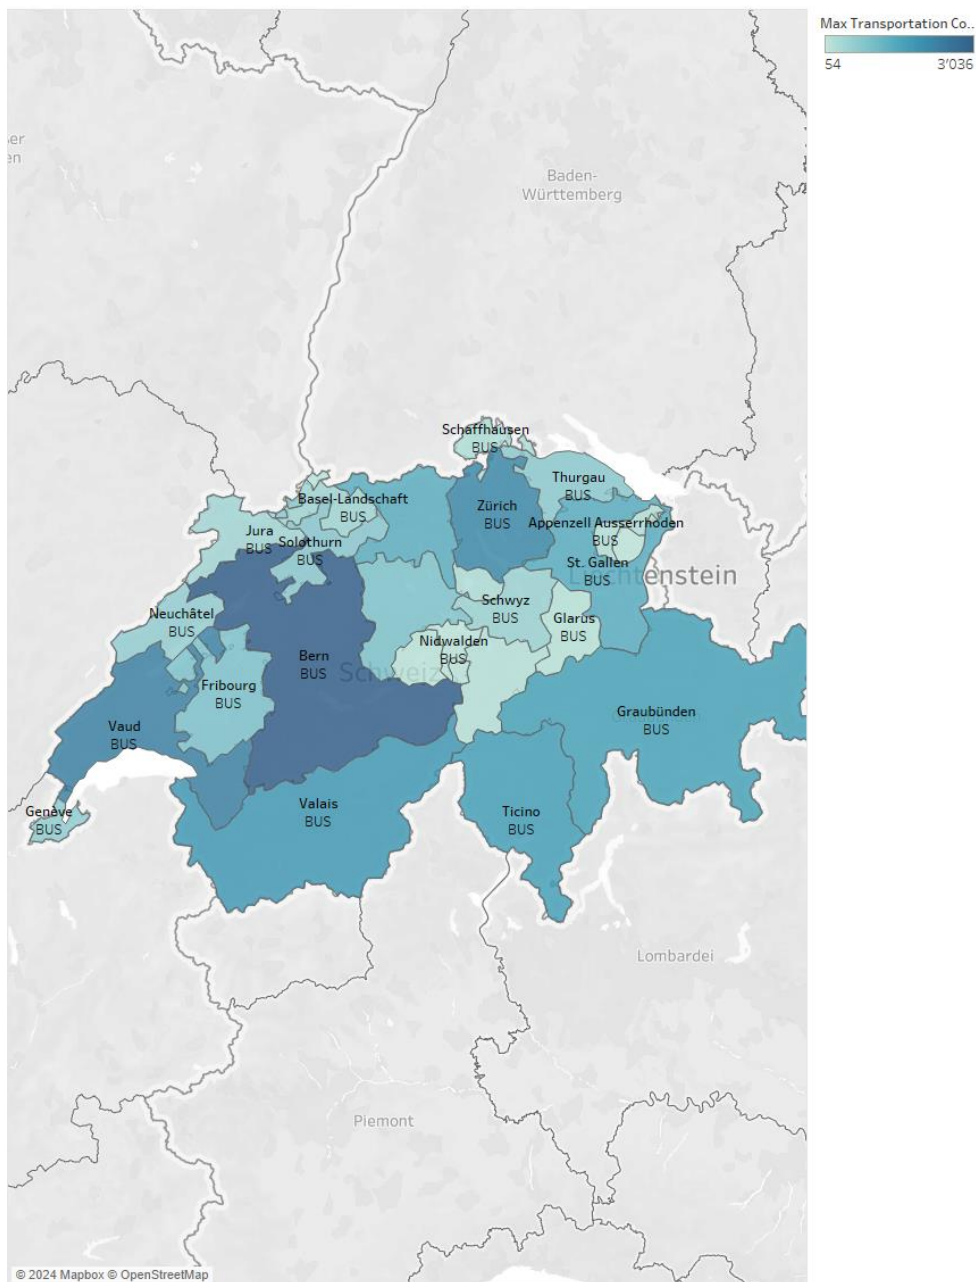 Max Transportation Co..
54
3'036
Baden-
Württemberg
Schaffhausen
BUS
Thurgau
BUS
Basel-Landschaft
BUS
Zürich
BUS
Appenzell Ausserrhoden
BUS
Jura
BUS
Solothurn
BUS
St. Gallen
BUS
Liechtenstein
Schwyz
BUS
Glarus
BUS
Neuchâtel
BUS
Nidwalden
BUS
Bern
BUS
Schweiz
Fribourg
BUS
Graubünden
BUS
Vaud
BUS
Valais
BUS
Ticino
BUS
Genève
BUS
Lombardei
Piemont
© 2024 Mapbox © OpenStreetMap